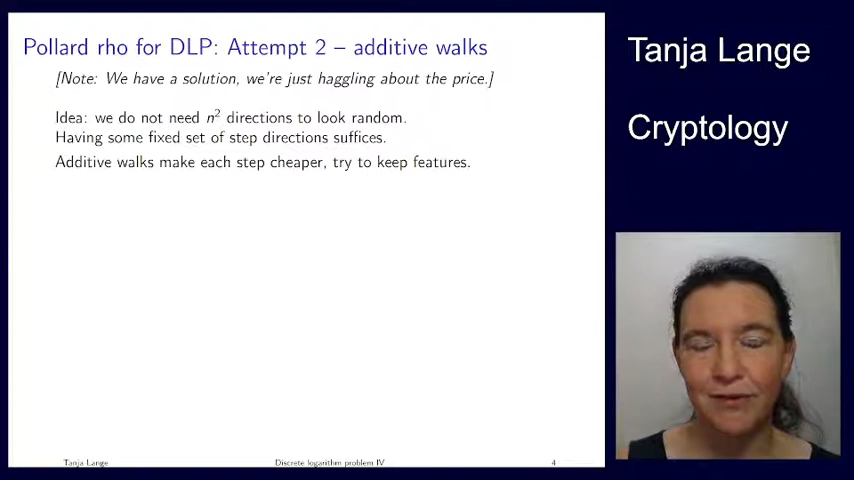 Pollard rho for DLP: Attempt 2 – additive walks
[Note: We have a solution, we're just haggling about the price.]
Idea: we do not need n² directions to look random.
Having some fixed set of step directions suffices.
Additive walks make each step cheaper, try to keep features.
Tanja Lange
Discrete logarithm problem IV
4
Tanja Lange
Cryptology